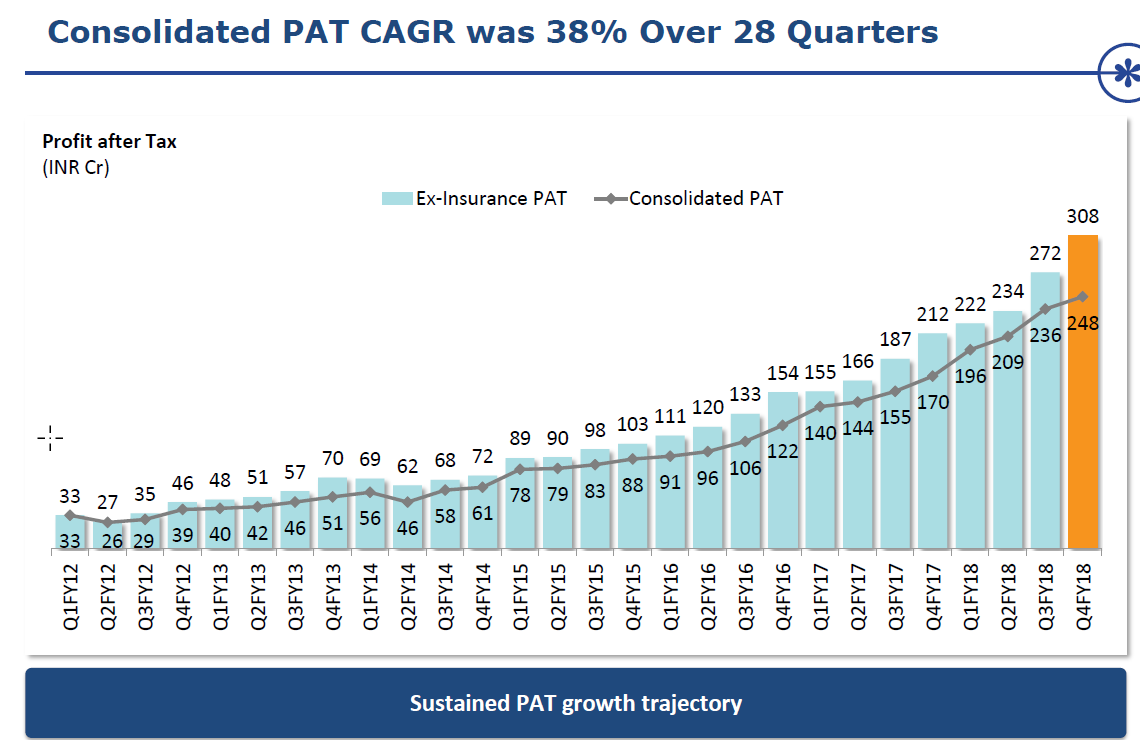 Consolidated PAT CAGR was 38% Over 28 Quarters
Profit after Tax
(INR Cr)
Ex-Insurance PAT Consolidated PAT
33 27 35 46 48 51 57 70 69 62 68 72 89 90 98 103 111 120 133 154 155 166 187 212 222 234 272 308
33 26 29 39 40 42 46 51 56 46 58 61 78 79 83 88 91 96 106 122 140 144 155 170 196 209 236 248
Q1FY12 Q2FY12 Q3FY12 Q4FY12 Q1FY13 Q2FY13 Q3FY13 Q4FY13 Q1FY14 Q2FY14 Q3FY14 Q4FY14 Q1FY15 Q2FY15 Q3FY15 Q4FY15 Q1FY16 Q2FY16 Q3FY16 Q4FY16 Q1FY17 Q2FY17 Q3FY17 Q4FY17 Q1FY18 Q2FY18 Q3FY18 Q4FY18
Sustained PAT growth trajectory